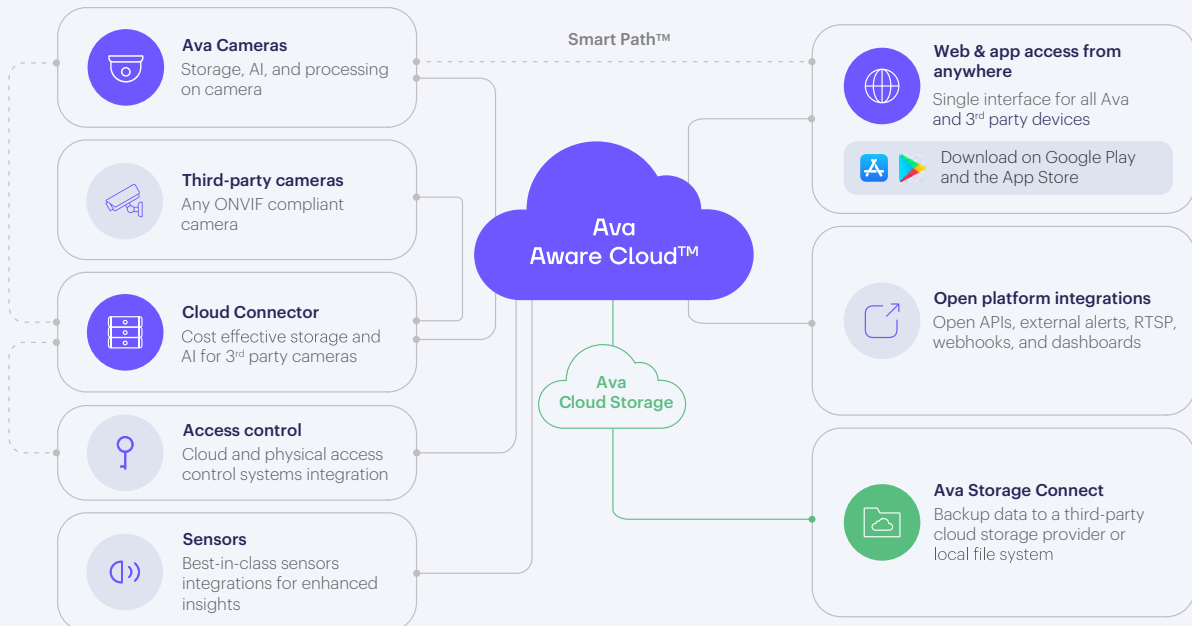 Ava Cameras
Storage, AI, and processing
on camera
Third-party cameras
Any ONVIF compliant
camera
Cloud Connector
Cost effective storage and
AI for 3rd party cameras
Access control
Cloud and physical access
control systems integration
Sensors
Best-in-class sensors
integrations for enhanced
insights
Smart Path™
Ava
Aware Cloud™
Ava
Cloud Storage
Web & app access from
anywhere
Single interface for all Ava
and 3rd party devices
Download on Google Play
and the App Store
Open platform integrations
Open APIs, external alerts, RTSP,
webhooks, and dashboards
Ava Storage Connect
Backup data to a third-party
cloud storage provider or
local file system